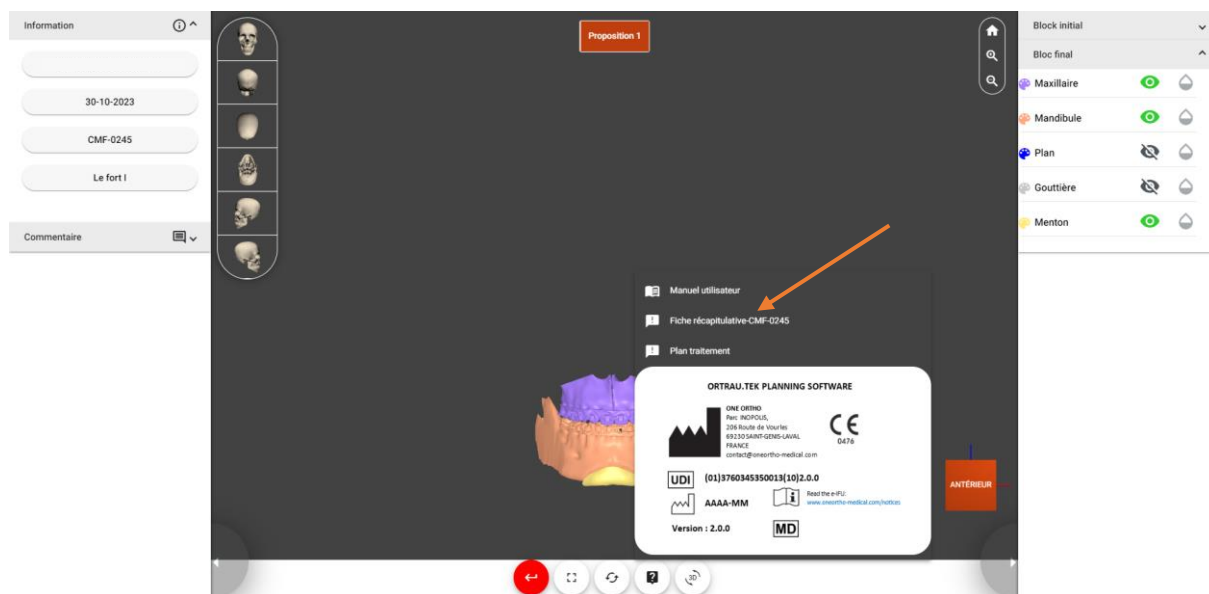 Information
30-10-2023
CMF-0245
Le fort I
Commentaire
Proposition 1
Block initial
Bloc final
Maxillaire
Mandibule
Plan
Gouttière
Menton
Manuel utilisateur
Fiche récapitulative-CMF-0245
Plan traitement
ORTRAU.TEK PLANNING SOFTWARE
ONE ORTHO
Parc INOPOLIS,
206 Route de Vourles
69230 SAINT-GENIS-LAVAL
FRANCE
contact@oneortho-medical.com
CE
0476
UDI (01)3760345350013(10)2.0.0
AAAA-MM
Read the e-IFU:
www.oneortho-medical.com/notices
Version : 2.0.0
MD
ANTÉRIEUR
3D